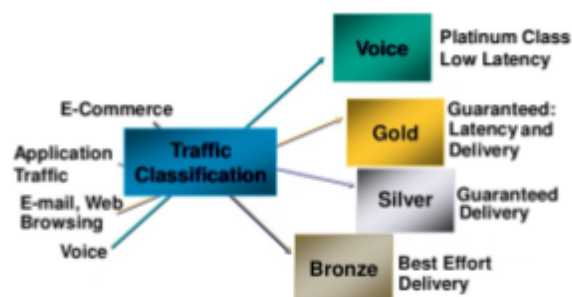 E-Commerce
Application
Traffic
E-mail, Web
Browsing
Voice
Traffic
Classification
Voice
Platinum Class
Low Latency
Gold
Guaranteed:
Latency and
Delivery
Silver
Guaranteed
Delivery
Bronze
Best Effort
Delivery